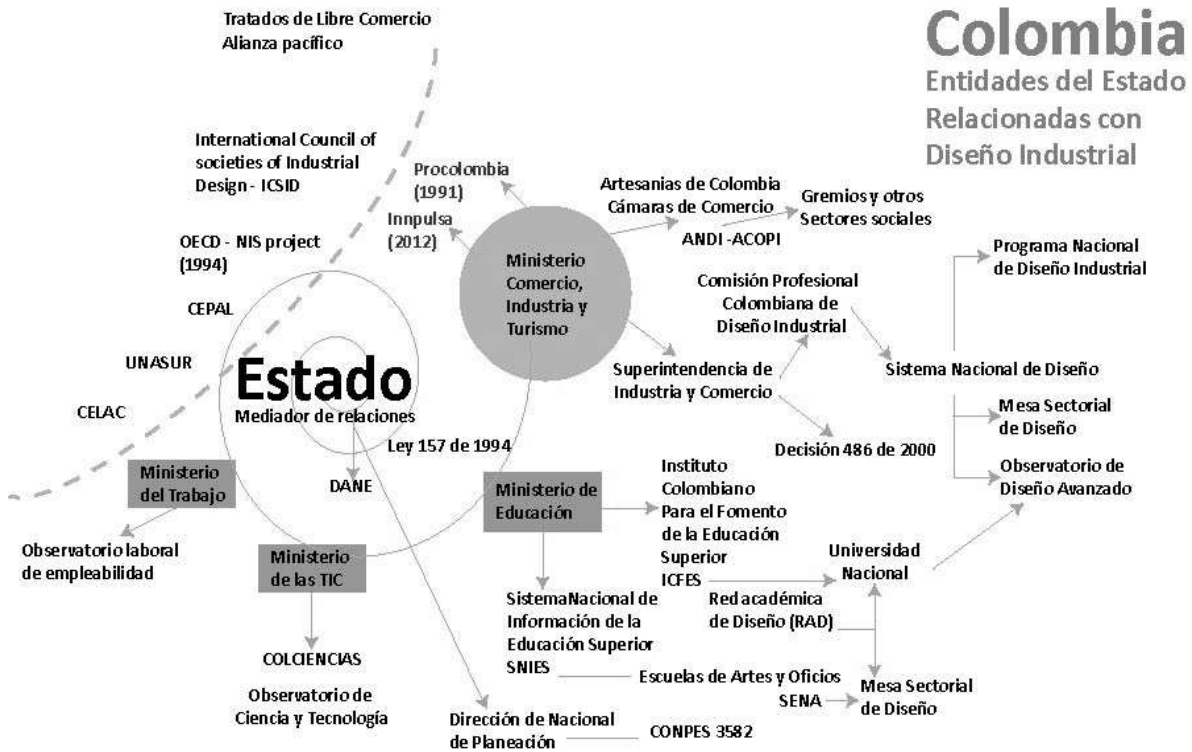 Colombia
Entidades del Estado
Relacionadas con
Diseño Industrial
Tratados de Libre Comercio
Alianza pacífico
International Council of
societies of Industrial
Design - ICSID
OECD - NIS project
(1994)
CEPAL
UNASUR
CELAC
Procolombia
(1991)
Innpulsa
(2012)
Ministerio
Comercio,
Industria y
Turismo
Artesanias de Colombia
Cámaras de Comercio
ANDI -ACOPI
Gremios y otros
Sectores sociales
Comisión Profesional
Colombiana de
Diseño Industrial
Superintendencia de
Industria y Comercio
Decisión 486 de 2000
Sistema Nacional de Diseño
Programa Nacional
de Diseño Industrial
Mesa Sectorial
de Diseño
Observatorio de
Diseño Avanzado
Estado
Mediador de relaciones
Ley 157 de 1994
DANE
Ministerio
del Trabajo
Observatorio laboral
de empleabilidad
Ministerio
de las TIC
COLCIENCIAS
Observatorio de
Ciencia y Tecnología
Ministerio de
Educación
Instituto
Colombiano
Para el Fomento
de la Educación
Superior
ICFES
Universidad
Nacional
Red académica
de Diseño (RAD)
SistemaNacional de
Información de la
Educación Superior
SNIES
Escuelas de Artes y Oficios
SENA
Mesa Sectorial
de Diseño
Dirección de Nacional
de Planeación
CONPES 3582